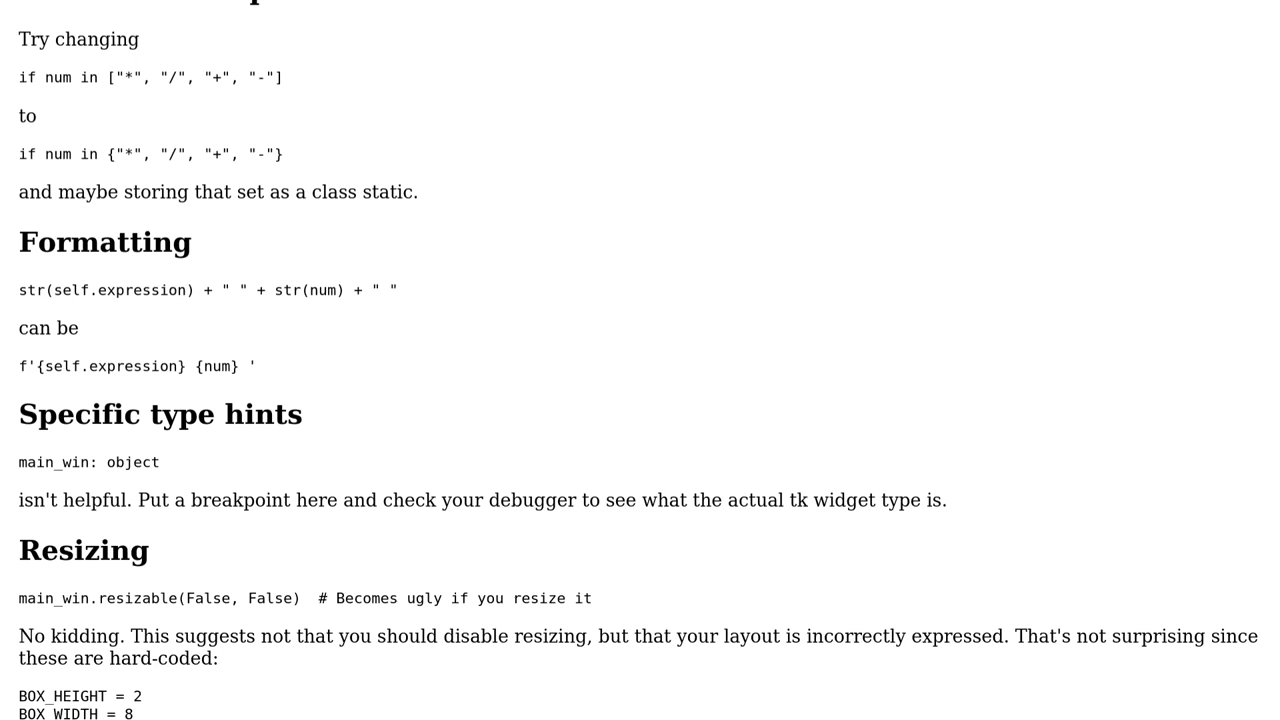 Try changing
if num in ["*", "/", "+", "-"]
to
if num in {"*", "/", "+", "-"}
and maybe storing that set as a class static.
Formatting
str(self.expression) + " " + str(num) + " "
can be
f'{self.expression} {num} '
Specific type hints
main_win: object
isn't helpful. Put a breakpoint here and check your debugger to see what the actual tk widget type is.
Resizing
main_win.resizable(False, False)  # Becomes ugly if you resize it
No kidding. This suggests not that you should disable resizing, but that your layout is incorrectly expressed. That's not surprising since
these are hard-coded:
BOX_HEIGHT = 2
BOX_WIDTH = 8